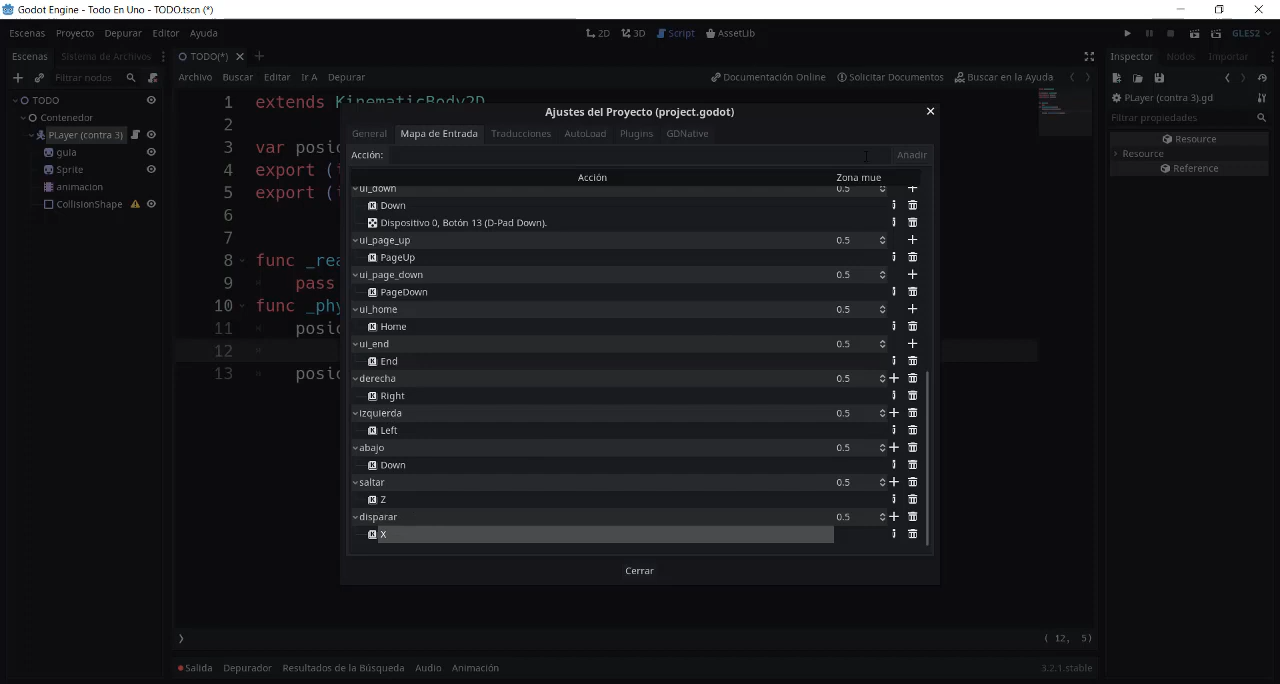 Godot Engine - Todo En Uno - TODO.tscn (*)
Escenas Proyecto Depurar Editor Ayuda
2D 3D Script AssetLib
GLES2
Escenas Sistema de Archivos
TODO(*)
Inspector Nodos Importar
Filtrar nodos
Archivo Buscar Editar Ir A Depurar
Documentación Online Solicitar Documentos Buscar en la Ayuda
TODO
Contenedor
PLayer (contra 3)
guia
Sprite
animacion
CollisionShape
PLayer (contra 3).gd
Filtrar propiedades
Resource
Resource
Reference
1 extends KinematicBody2D
2
3 var posic
4 export (
5 export (
6
7
8 func _rea
9 pass
10 func _phy
11 posic
12
13 posic
Ajustes del Proyecto (project.godot)
General Mapa de Entrada Traducciones AutoLoad Plugins GDNative
Acción: Añadir
Acción Zona mue
ui_down 0.5
Down
Dispositivo 0, Botón 13 (D-Pad Down).
ui_page_up 0.5
PageUp
ui_page_down 0.5
PageDown
ui_home 0.5
Home
ui_end 0.5
End
derecha 0.5
Right
izquierda 0.5
Left
abajo 0.5
Down
saltar 0.5
Z
disparar 0.5
X
Cerrar
( 12, 5)
Salida Depurador Resultados de la Búsqueda Audio Animación
3.2.1.stable